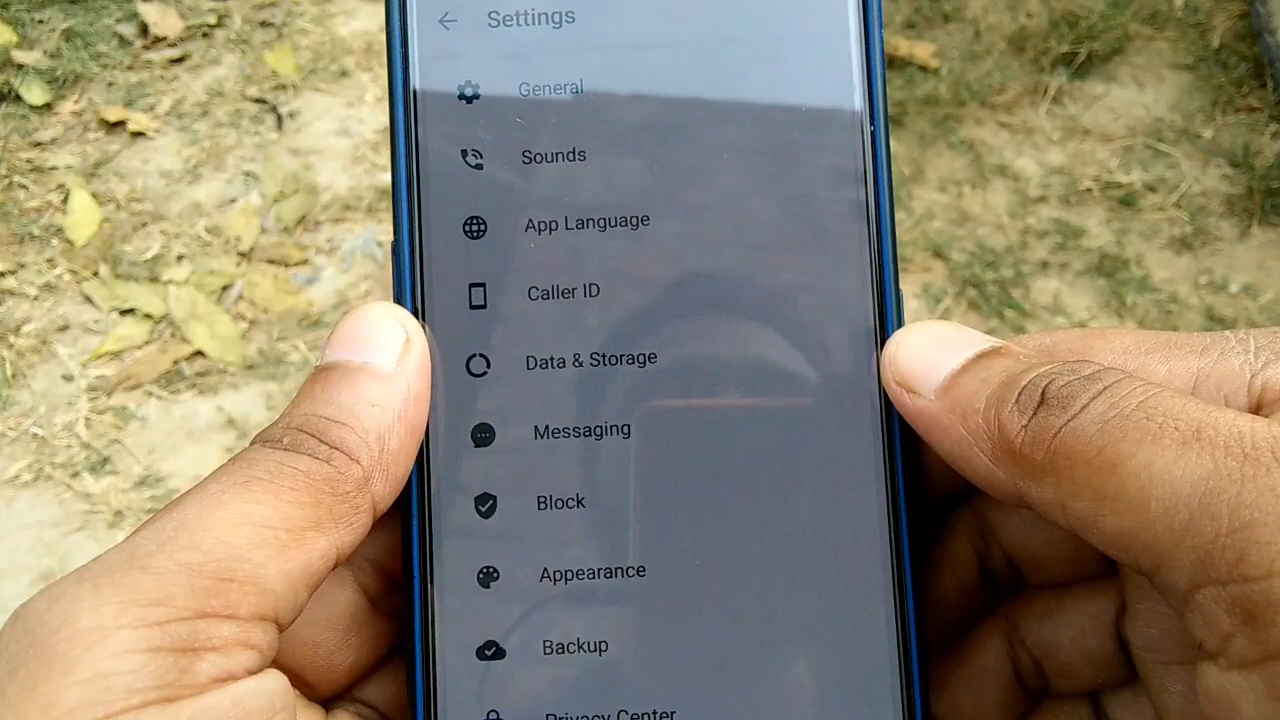 Settings
General
Sounds
App Language
Caller ID
Data & Storage
Messaging
Block
Appearance
Backup
Privacy Center